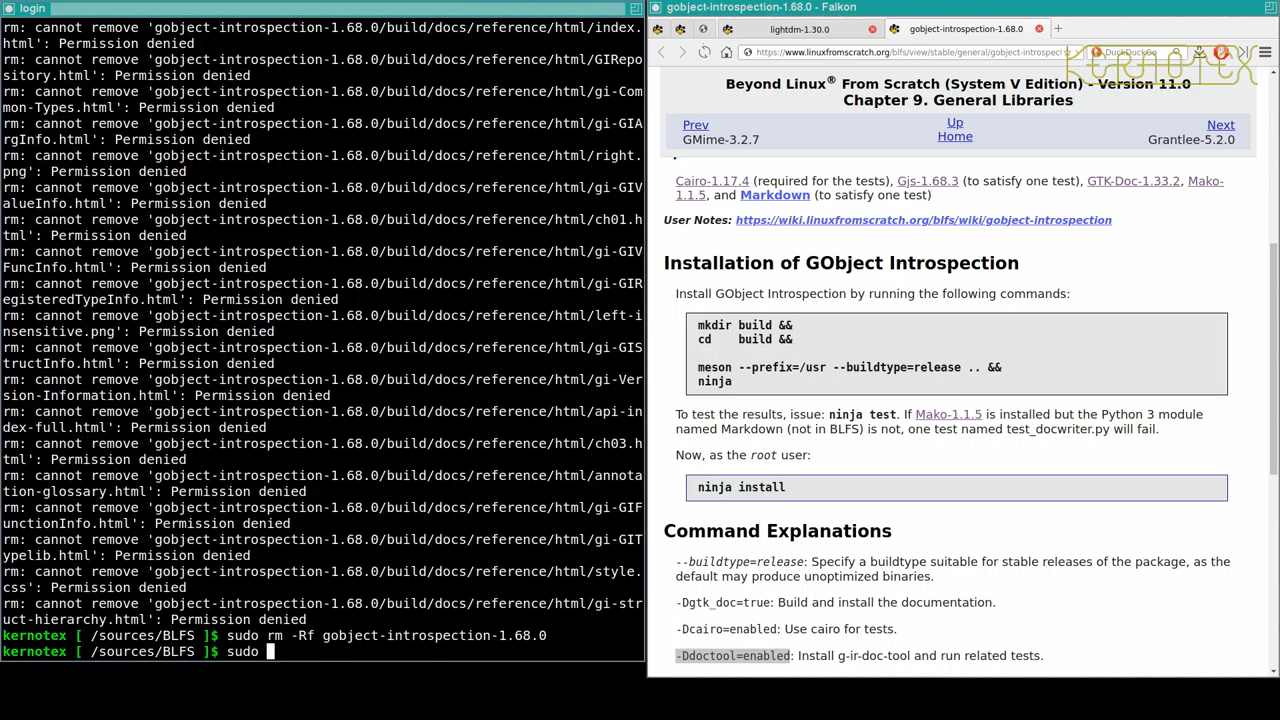 login
rm: cannot remove 'gobject-introspection-1.68.0/build/docs/reference/html/index.
html': Permission denied
rm: cannot remove 'gobject-introspection-1.68.0/build/docs/reference/html/GIRepo
sitory.html': Permission denied
rm: cannot remove 'gobject-introspection-1.68.0/build/docs/reference/html/gi-Com
mon-Types.html': Permission denied
rm: cannot remove 'gobject-introspection-1.68.0/build/docs/reference/html/gi-GIA
rgInfo.html': Permission denied
rm: cannot remove 'gobject-introspection-1.68.0/build/docs/reference/html/right.
png': Permission denied
rm: cannot remove 'gobject-introspection-1.68.0/build/docs/reference/html/gi-GIV
alueInfo.html': Permission denied
rm: cannot remove 'gobject-introspection-1.68.0/build/docs/reference/html/ch01.h
tml': Permission denied
rm: cannot remove 'gobject-introspection-1.68.0/build/docs/reference/html/gi-GIV
FuncInfo.html': Permission denied
rm: cannot remove 'gobject-introspection-1.68.0/build/docs/reference/html/gi-GIR
egisteredTypeInfo.html': Permission denied
rm: cannot remove 'gobject-introspection-1.68.0/build/docs/reference/html/left-i
nsensitive.png': Permission denied
rm: cannot remove 'gobject-introspection-1.68.0/build/docs/reference/html/gi-GIS
tructInfo.html': Permission denied
rm: cannot remove 'gobject-introspection-1.68.0/build/docs/reference/html/gi-Ver
sion-Information.html': Permission denied
rm: cannot remove 'gobject-introspection-1.68.0/build/docs/reference/html/api-in
dex-full.html': Permission denied
rm: cannot remove 'gobject-introspection-1.68.0/build/docs/reference/html/ch03.h
tml': Permission denied
rm: cannot remove 'gobject-introspection-1.68.0/build/docs/reference/html/annota
tion-glossary.html': Permission denied
rm: cannot remove 'gobject-introspection-1.68.0/build/docs/reference/html/gi-GIF
unctionInfo.html': Permission denied
rm: cannot remove 'gobject-introspection-1.68.0/build/docs/reference/html/gi-GIT
ypelib.html': Permission denied
rm: cannot remove 'gobject-introspection-1.68.0/build/docs/reference/html/style.
css': Permission denied
rm: cannot remove 'gobject-introspection-1.68.0/build/docs/reference/html/gi-str
uct-hierarchy.html': Permission denied
kernotex [ /sources/BLFS ]$ sudo rm -Rf gobject-introspection-1.68.0
kernotex [ /sources/BLFS ]$ sudo
gobject-introspection-1.68.0 - Falkon
lightdm-1.30.0
gobject-introspection-1.68.0
https://www.linuxfromscratch.org/blfs/view/stable/general/gobject-introspect
DuckDuckGo
KERNOTEX
Beyond Linux® From Scratch (System V Edition) - Version 11.0
Chapter 9. General Libraries
Prev
GMime-3.2.7
Up
Home
Next
Grantlee-5.2.0
Cairo-1.17.4 (required for the tests), Gjs-1.68.3 (to satisfy one test), GTK-Doc-1.33.2, Mako-
1.1.5, and Markdown (to satisfy one test)
User Notes: https://wiki.linuxfromscratch.org/blfs/wiki/gobject-introspection
Installation of GObject Introspection
Install GObject Introspection by running the following commands:
mkdir build &&
cd    build &&
meson --prefix=/usr --buildtype=release .. &&
ninja
To test the results, issue: ninja test. If Mako-1.1.5 is installed but the Python 3 module
named Markdown (not in BLFS) is not, one test named test_docwriter.py will fail.
Now, as the root user:
ninja install
Command Explanations
--buildtype=release: Specify a buildtype suitable for stable releases of the package, as the
default may produce unoptimized binaries.
-Dgtk_doc=true: Build and install the documentation.
-Dcairo=enabled: Use cairo for tests.
-Ddoctool=enabled: Install g-ir-doc-tool and run related tests.